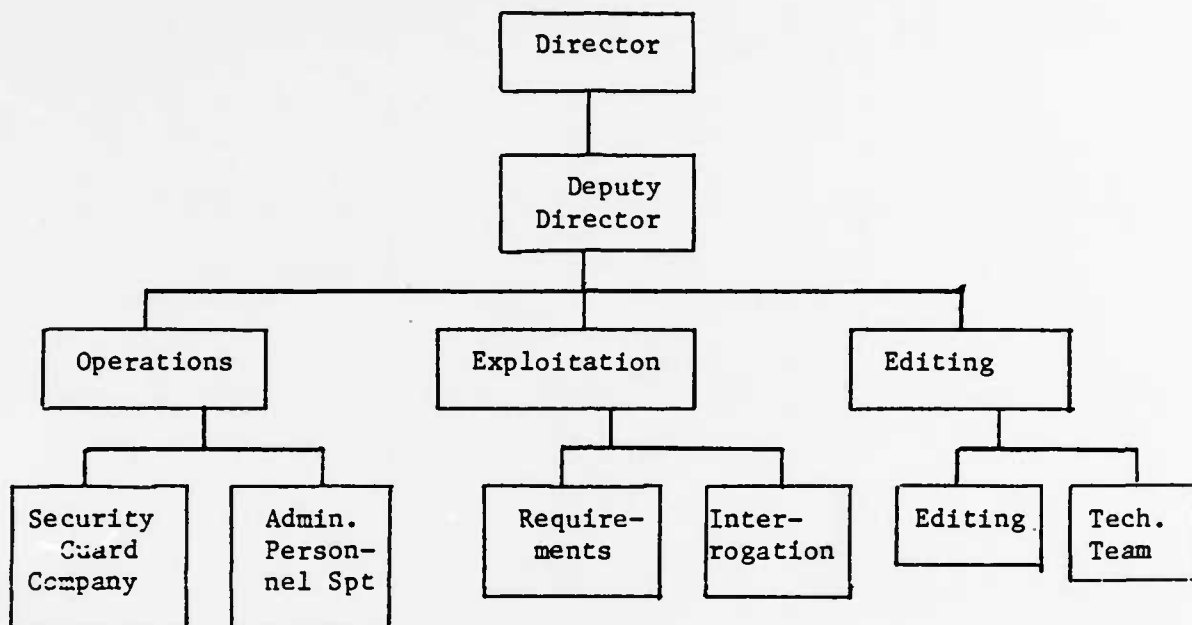 Director
Deputy
Director
Operations
Exploitation
Editing
Security
Guard
Company
Admin.
Person-
nel Spt
Require-
ments
Inter-
rogation
Editing
Tech.
Team